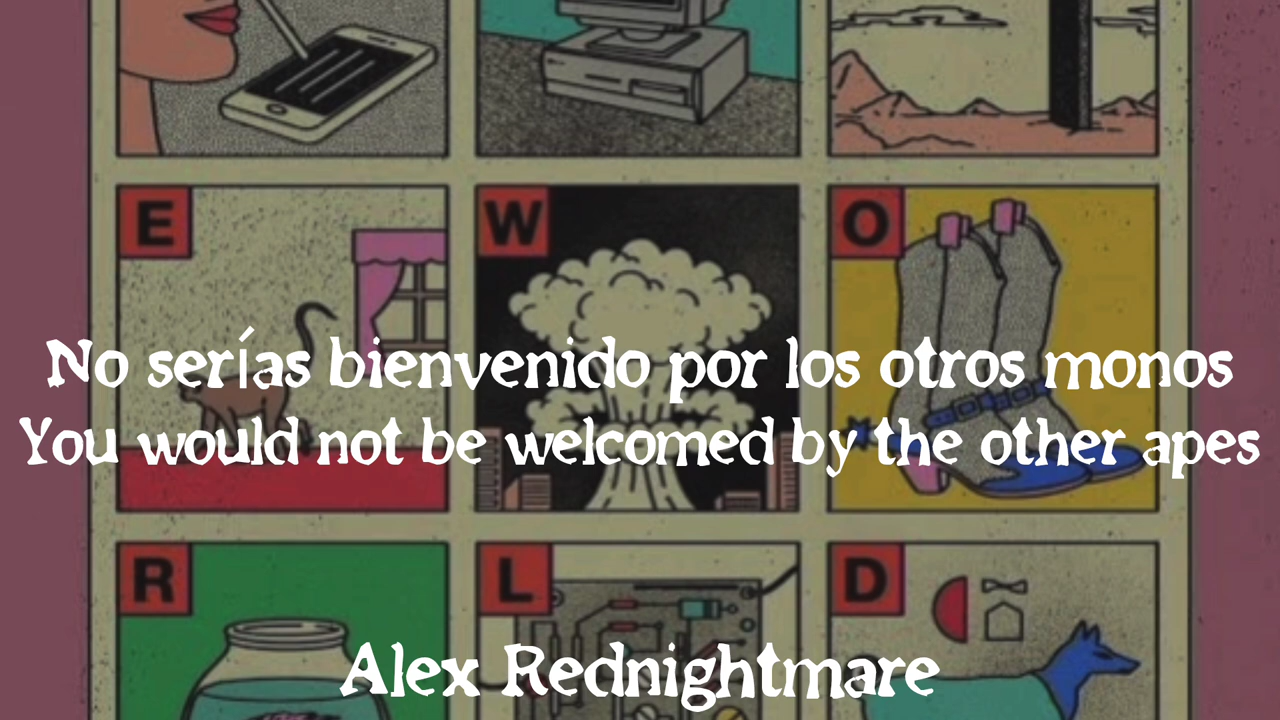 E W O
No serías bienvenido por los otros monos
You would not be welcomed by the other apes
R L D
Alex Rednightmare